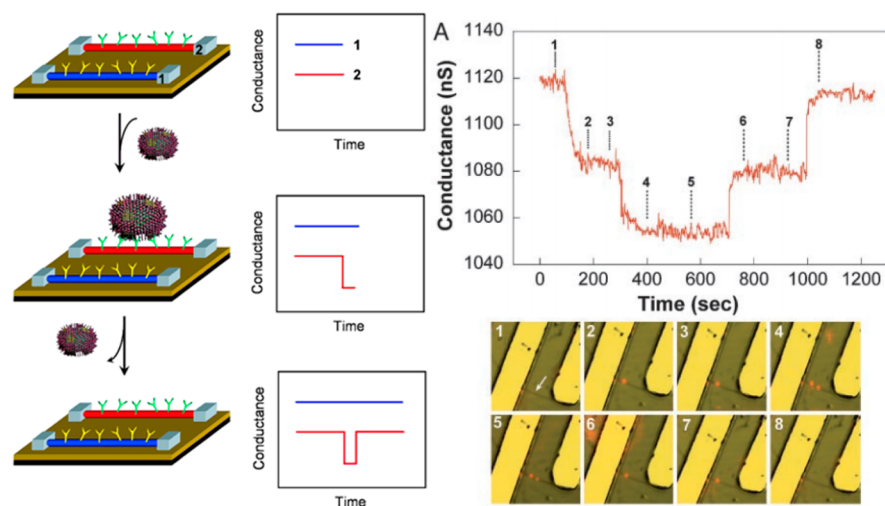 2
1
Conductance
1
2
Time
Conductance
Time
Conductance
Time
A
Conductance (nS)
1140
1120
1080
1060
1040
1
2
3
4
5
6
7
8
0 200 400 600 800 1000 1200
Time (sec)
1 2 3 4
5 6 7 8